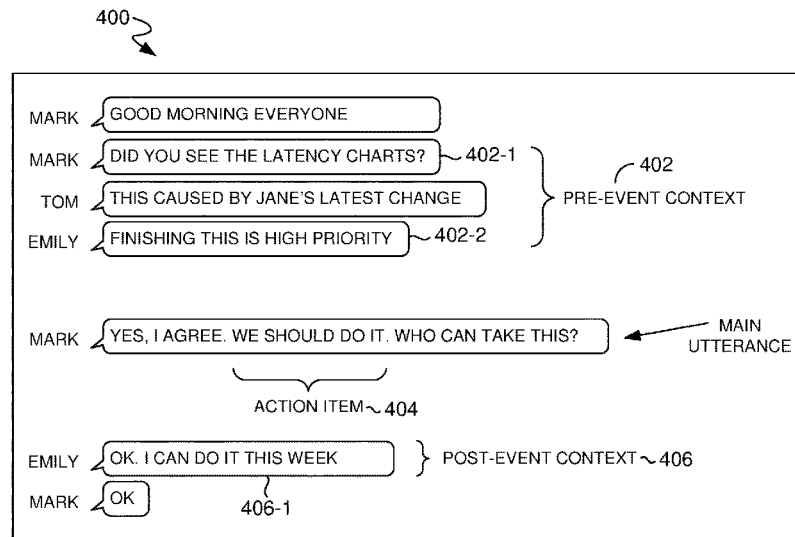 400
MARK GOOD MORNING EVERYONE
MARK DID YOU SEE THE LATENCY CHARTS? 402-1
402
TOM THIS CAUSED BY JANE'S LATEST CHANGE PRE-EVENT CONTEXT
EMILY FINISHING THIS IS HIGH PRIORITY 402-2
MARK YES, I AGREE. WE SHOULD DO IT. WHO CAN TAKE THIS? MAIN
UTTERANCE
ACTION ITEM 404
EMILY OK. I CAN DO IT THIS WEEK POST-EVENT CONTEXT 406
MARK OK 406-1